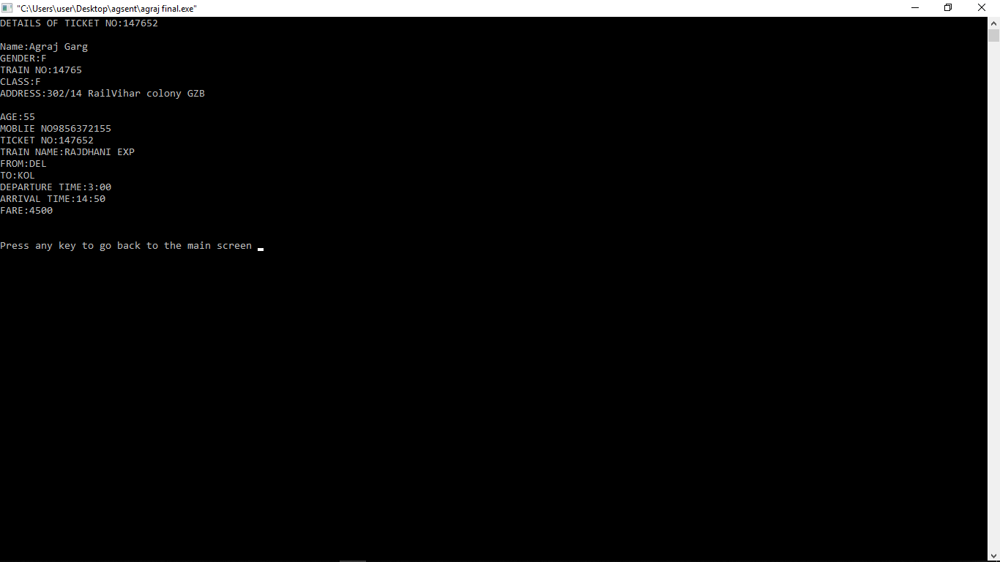 "C:\Users\user\Desktop\agsent\agraj final.exe"
DETAILS OF TICKET NO:147652
Name:Agraj Garg
GENDER:F
TRAIN NO:14765
CLASS:F
ADDRESS:302/14 RailVihar colony GZB
AGE:55
MOBLIE NO9856372155
TICKET NO:147652
TRAIN NAME:RAJDHANI EXP
FROM:DEL
TO:KOL
DEPARTURE TIME:3:00
ARRIVAL TIME:14:50
FARE:4500
Press any key to go back to the main screen